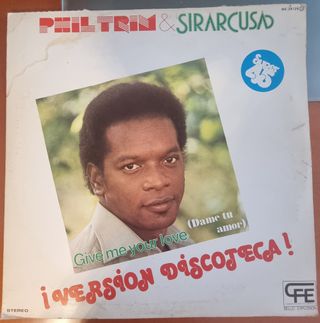 PHIL TRIM & SIRARCUSA
SUPER
45
Give me your love
(Dame tu
amor)
¡VERSION DISCOTECA!
STEREO
CFE